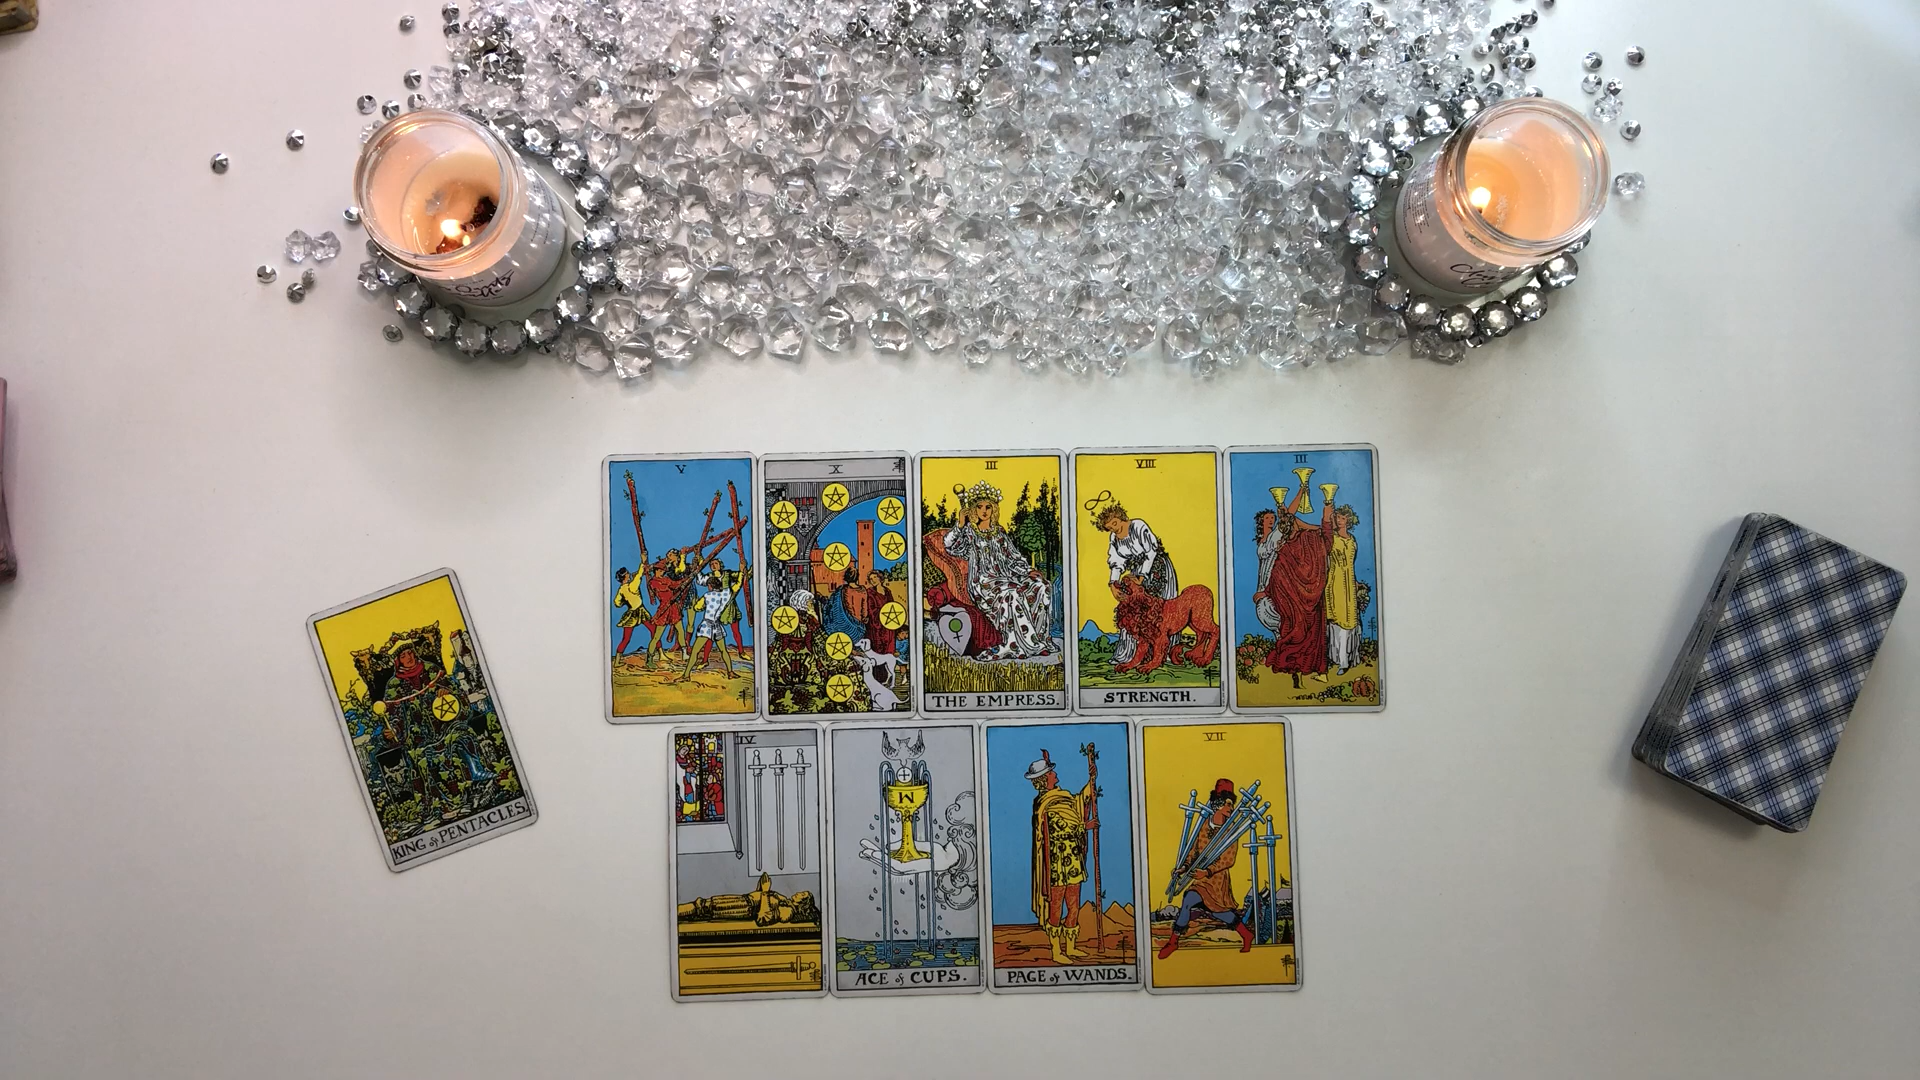 V
X
III
THE EMPRESS.
VIII
STRENGTH.
III
KING of PENTACLES.
IV
ACE of CUPS.
PAGE of WANDS.
VII